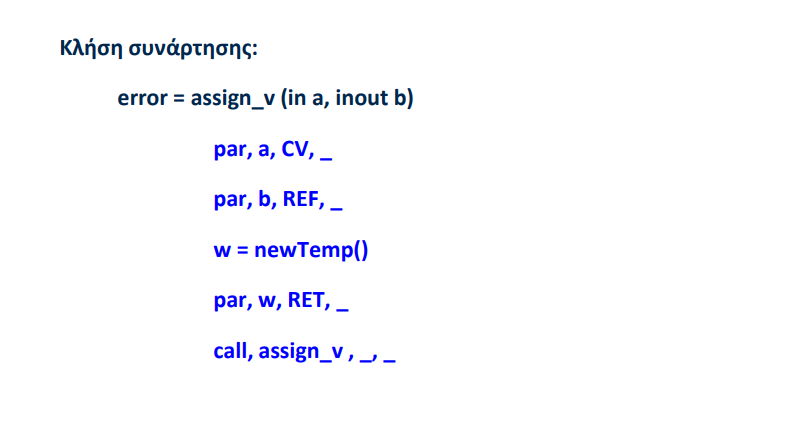 Κλήση συνάρτησης:
error = assign_v (in a, inout b)
par, a, CV, _
par, b, REF, _
w = newTemp()
par, w, RET, _
call, assign_v , _, _